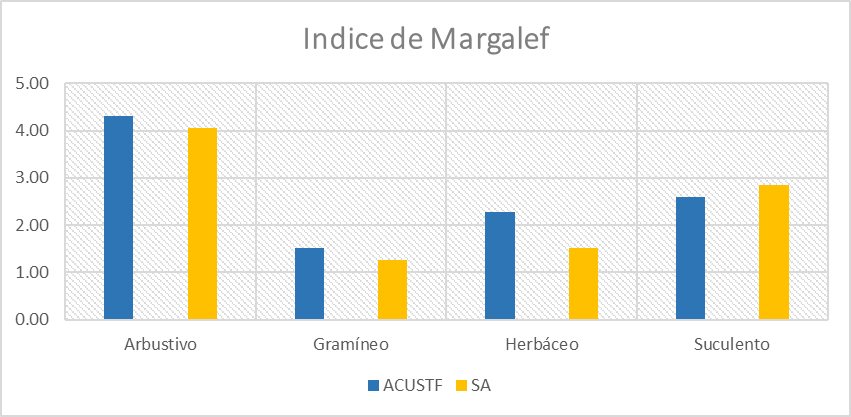 Indice de Margalef
5.00
4.00
3.00
2.00
1.00
0.00
Arbustivo Gramíneo Herbáceo Suculento
ACUSTF SA